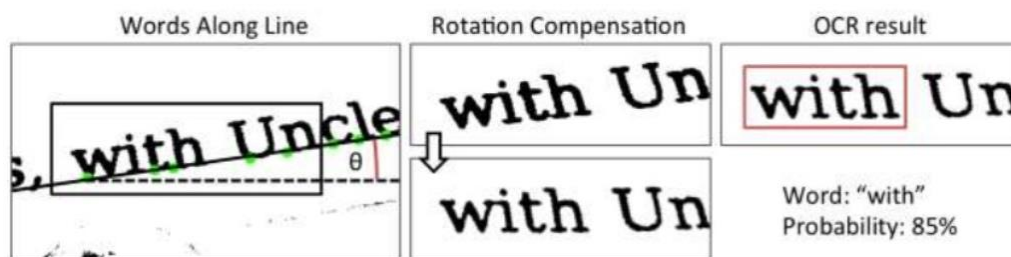 Words Along Line
s, with Uncle
θ
Rotation Compensation
with Un
with Un
OCR result
with Un
Word: “with”
Probability: 85%